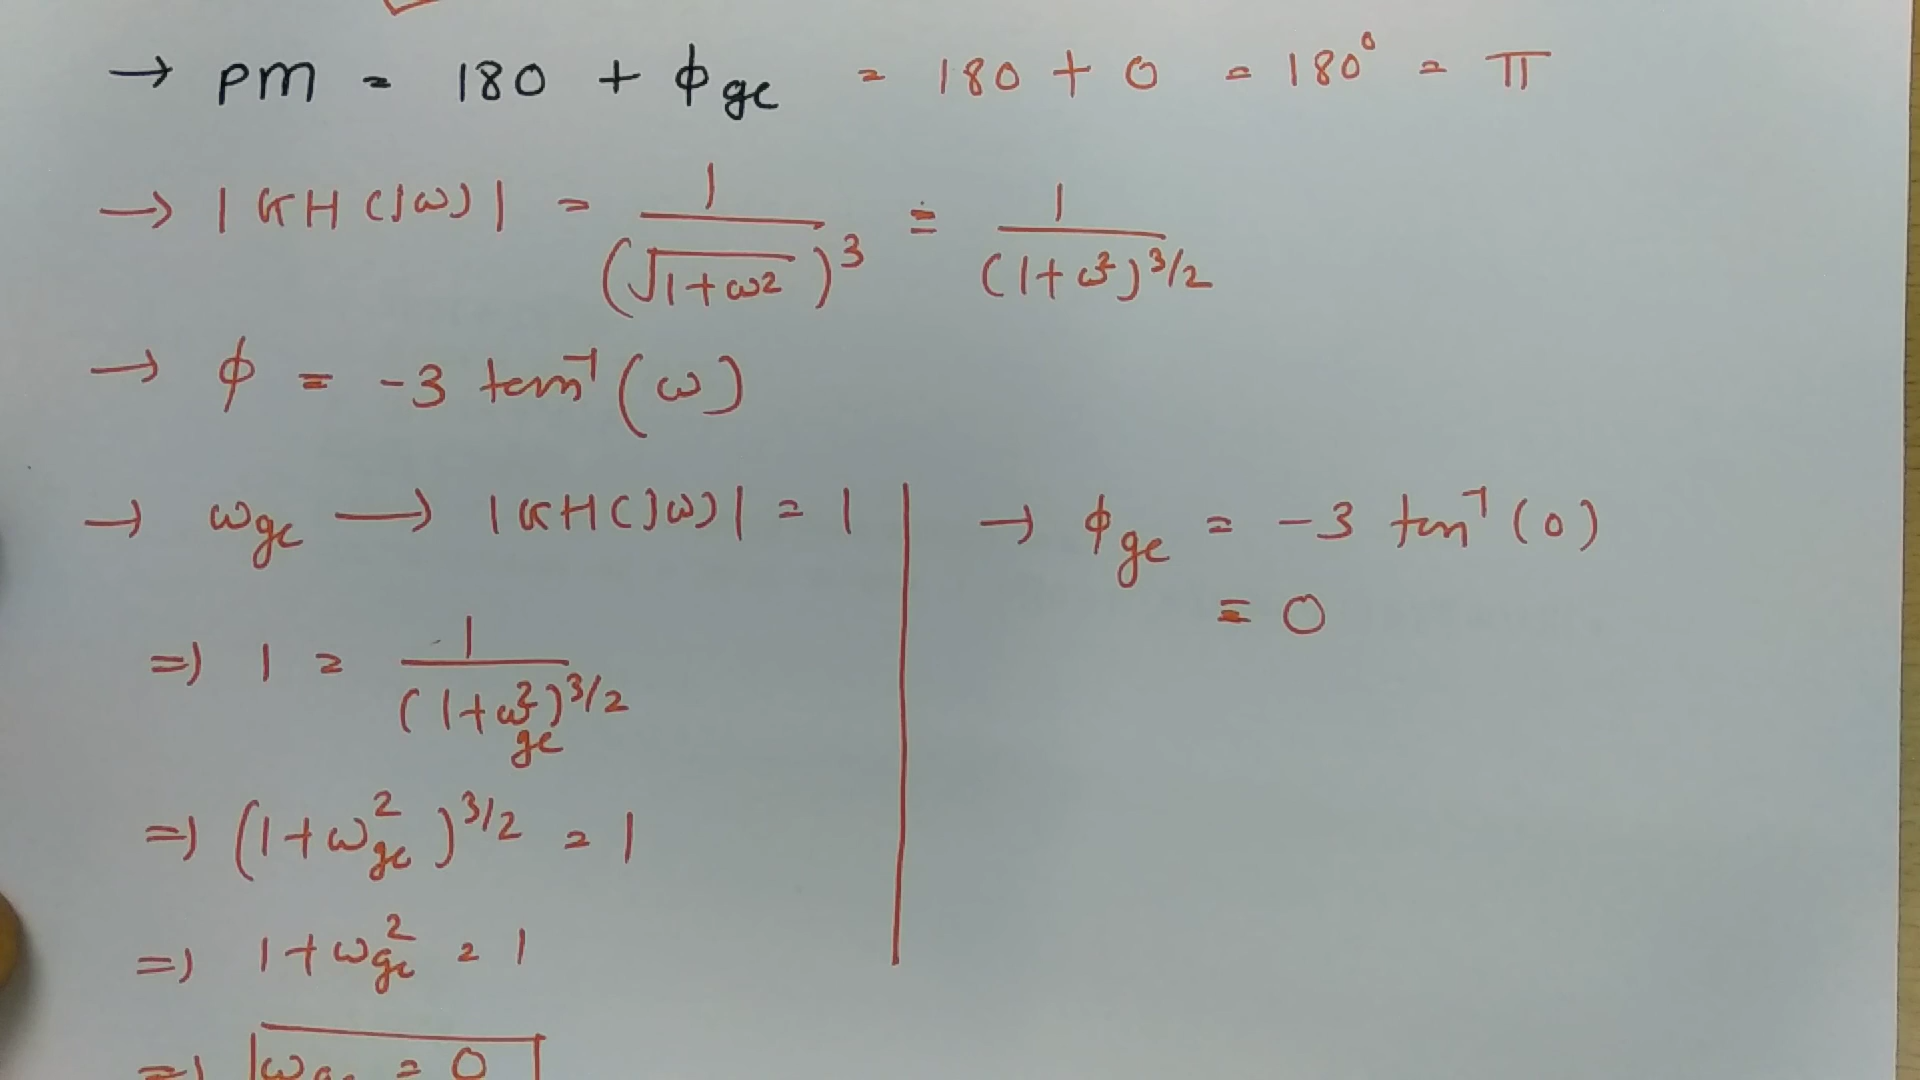 → PM = 180 + ϕgc = 180 + 0 = 180° = π
→ |GH(jω)| = 1/(√1+ω²)³ = 1/(1+ω²)^3/2
→ ϕ = -3 tan⁻¹(ω)
→ ωgc → |GH(jω)| = 1
⇒ 1 = 1/(1+ω²gc)^3/2
⇒ (1+ω²gc)^3/2 = 1
⇒ 1+ω²gc = 1
⇒ ωgc = 0
→ ϕgc = -3 tan⁻¹(0)
= 0